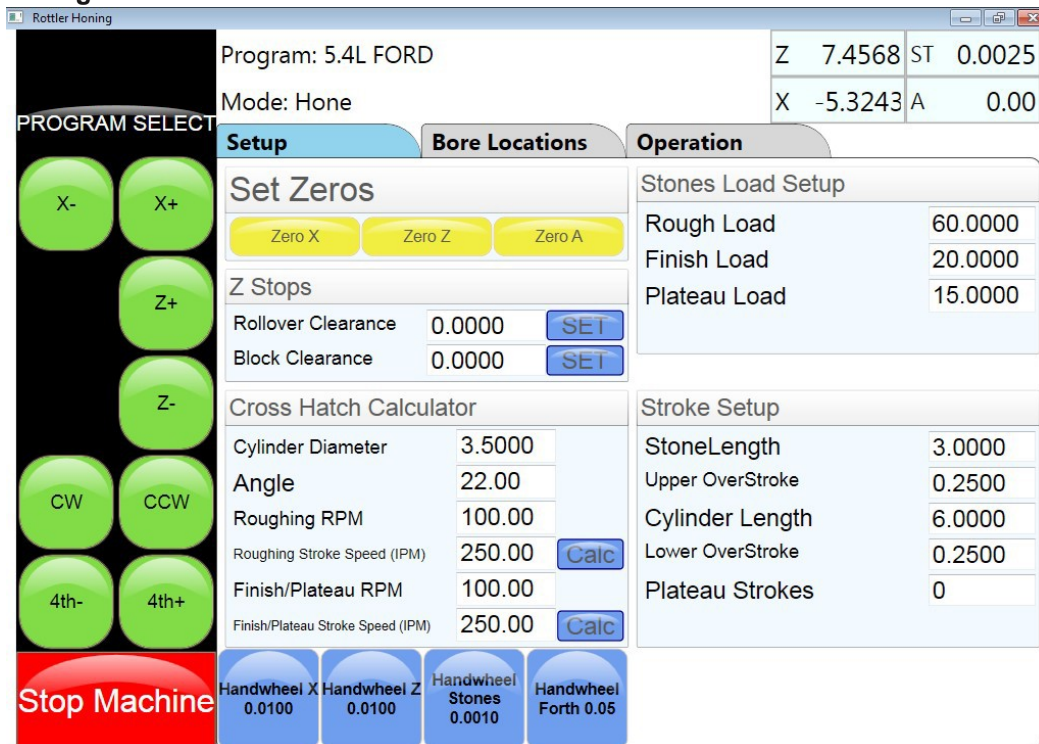 Rottler Honing
Program: 5.4L FORD
Z 7.4568 ST 0.0025
Mode: Hone
X -5.3243 A 0.00
PROGRAM SELECT
Setup Bore Locations Operation
X- X+
Z+
Z-
CW CCW
4th- 4th+
Stop Machine
Set Zeros
Zero X Zero Z Zero A
Z Stops
Rollover Clearance 0.0000 SET
Block Clearance 0.0000 SET
Cross Hatch Calculator
Cylinder Diameter 3.5000
Angle 22.00
Roughing RPM 100.00
Roughing Stroke Speed (IPM) 250.00 Calc
Finish/Plateau RPM 100.00
Finish/Plateau Stroke Speed (IPM) 250.00 Calc
Stones Load Setup
Rough Load 60.0000
Finish Load 20.0000
Plateau Load 15.0000
Stroke Setup
StoneLength 3.0000
Upper OverStroke 0.2500
Cylinder Length 6.0000
Lower OverStroke 0.2500
Plateau Strokes 0
Handwheel X
0.0100
Handwheel Z
0.0100
Handwheel
Stones
0.0010
Handwheel
Forth 0.05